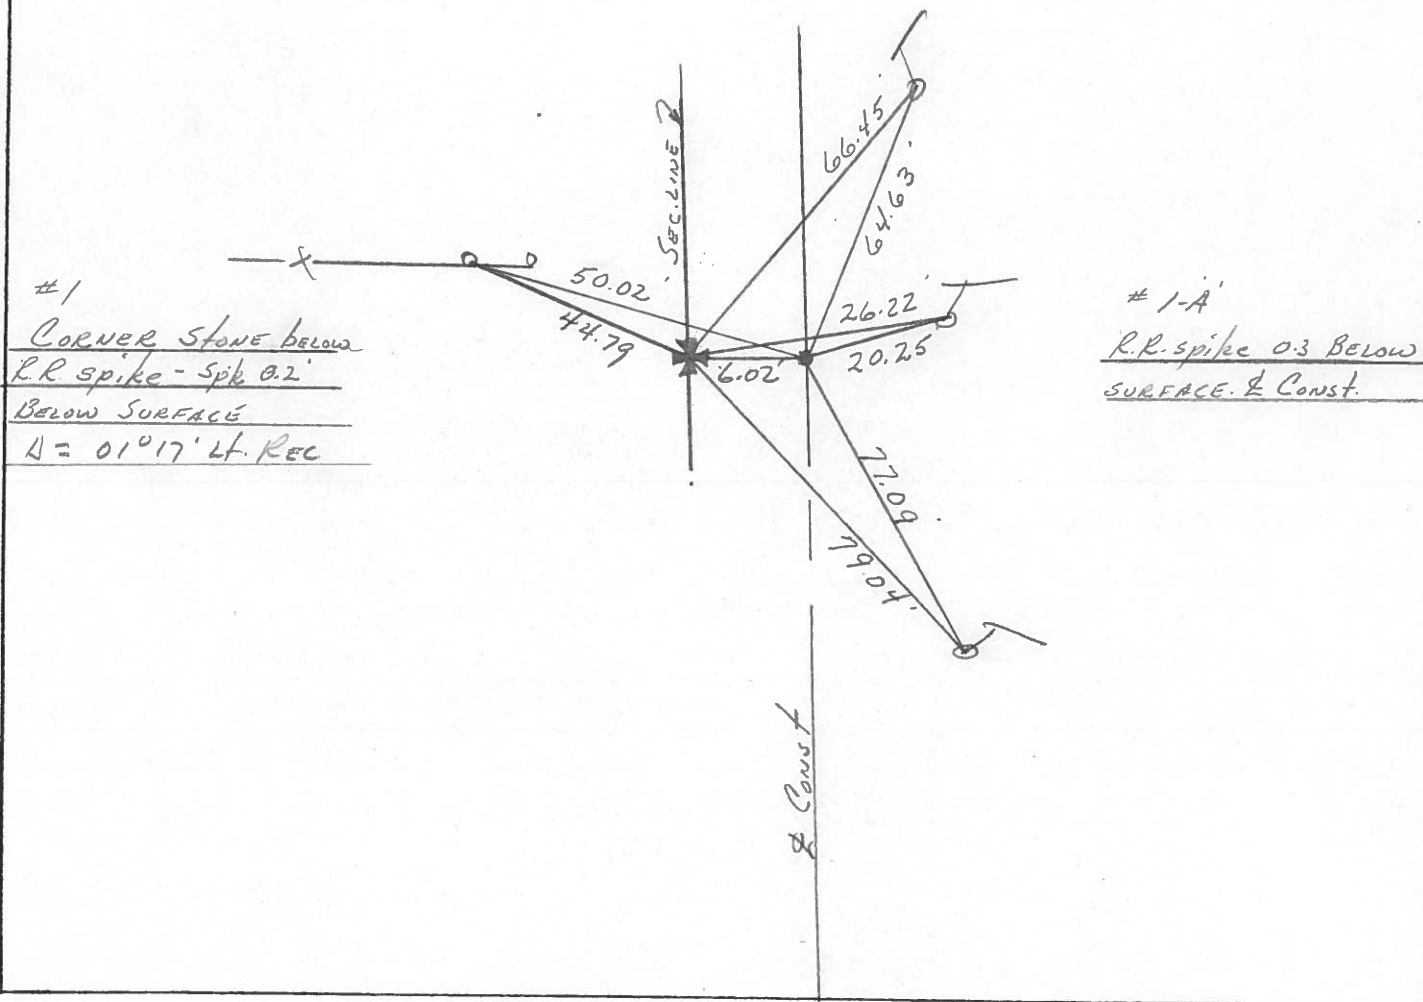 SEC. LINE
66.45'
64.63'
50.02'
44.79
26.22'
20.25
6.02'
77.09
79.04'
℄ CONST
#1
CORNER STONE BELOW
R.R. spike - Spk 0.2'
BELOW SURFACE
Δ = 01°17' Lt. REC
# 1-A
R.R. spike 0.3 BELOW
SURFACE. ℄ CONST.